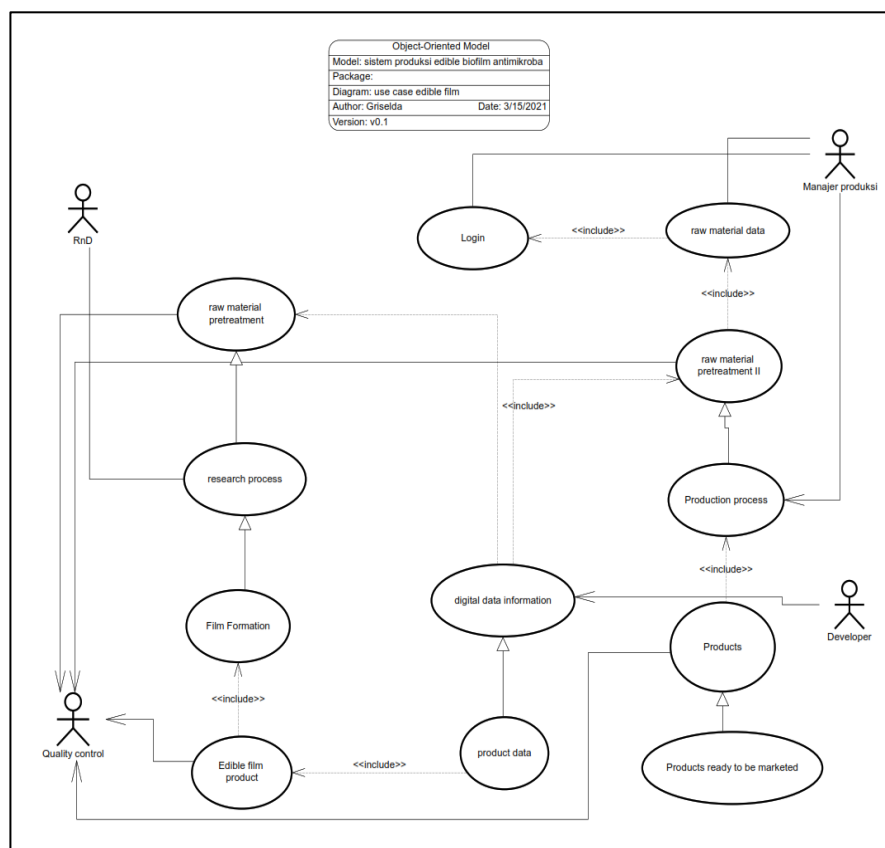 Object-Oriented Model
Model: sistem produksi edible biofilm antimikroba
Package:
Diagram: use case edible film
Author: Griselda Date: 3/15/2021
Version: v0.1
Manajer produksi
RnD
Login
<<include>>
raw material data
<<include>>
raw material
pretreatment
raw material
pretreatment II
<<include>>
research process
Production process
<<include>>
digital data information
Film Formation
Developer
Products
<<include>>
Quality control
Edible film
product
<<include>>
product data
Products ready to be marketed